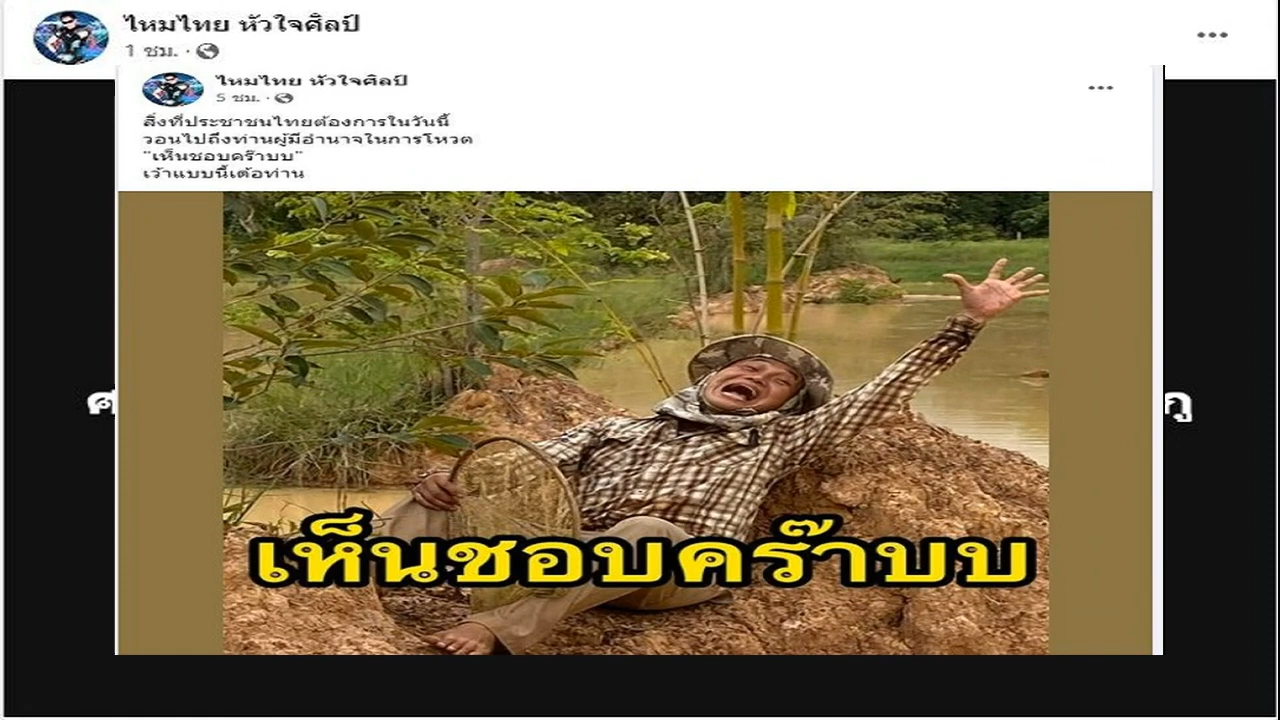 ไหมไทย หัวใจศิลป์
1 ชม.
ไหมไทย หัวใจศิลป์
5 ชม.
สิ่งที่ประชาชนไทยต้องการในวันนี้
วอนไปถึงท่านผู้มีอำนาจในการโหวต
"เห็นชอบคร๊าบบ"
เว้าแบบนี้เด้อท่าน
ศ กู
เห็นชอบคร๊าบบ